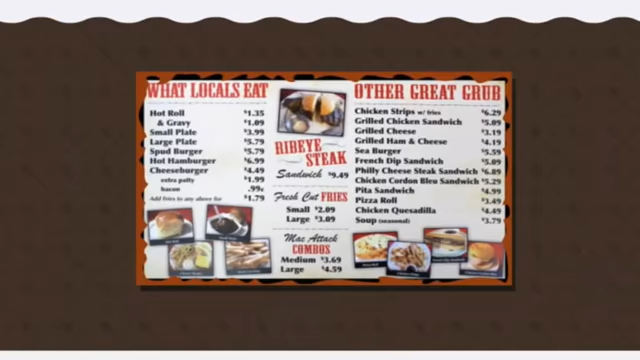 WHAT LOCALS EAT
Hot Roll $1.35
& Gravy $1.09
Small Plate $3.99
Large Plate $5.79
Spud Burger $5.79
Hot Hamburger $6.99
Cheeseburger $4.49
extra patty $1.99
bacon .99¢
Add fries to any above for $1.79
RIBEYE
STEAK
Sandwich $9.49
Fresh Cut FRIES
Small $2.09
Large $3.09
Mac Attack
COMBOS
Medium $3.69
Large $4.59
OTHER GREAT GRUB
Chicken Strips w/ fries $6.29
Grilled Chicken Sandwich $5.09
Grilled Cheese $3.19
Grilled Ham & Cheese $4.19
Sea Burger $5.59
French Dip Sandwich $5.09
Philly Cheese Steak Sandwich $6.89
Chicken Cordon Bleu Sandwich $5.29
Pita Sandwich $4.99
Pizza Roll $3.49
Chicken Quesadilla $4.49
Soup (seasonal) $3.79